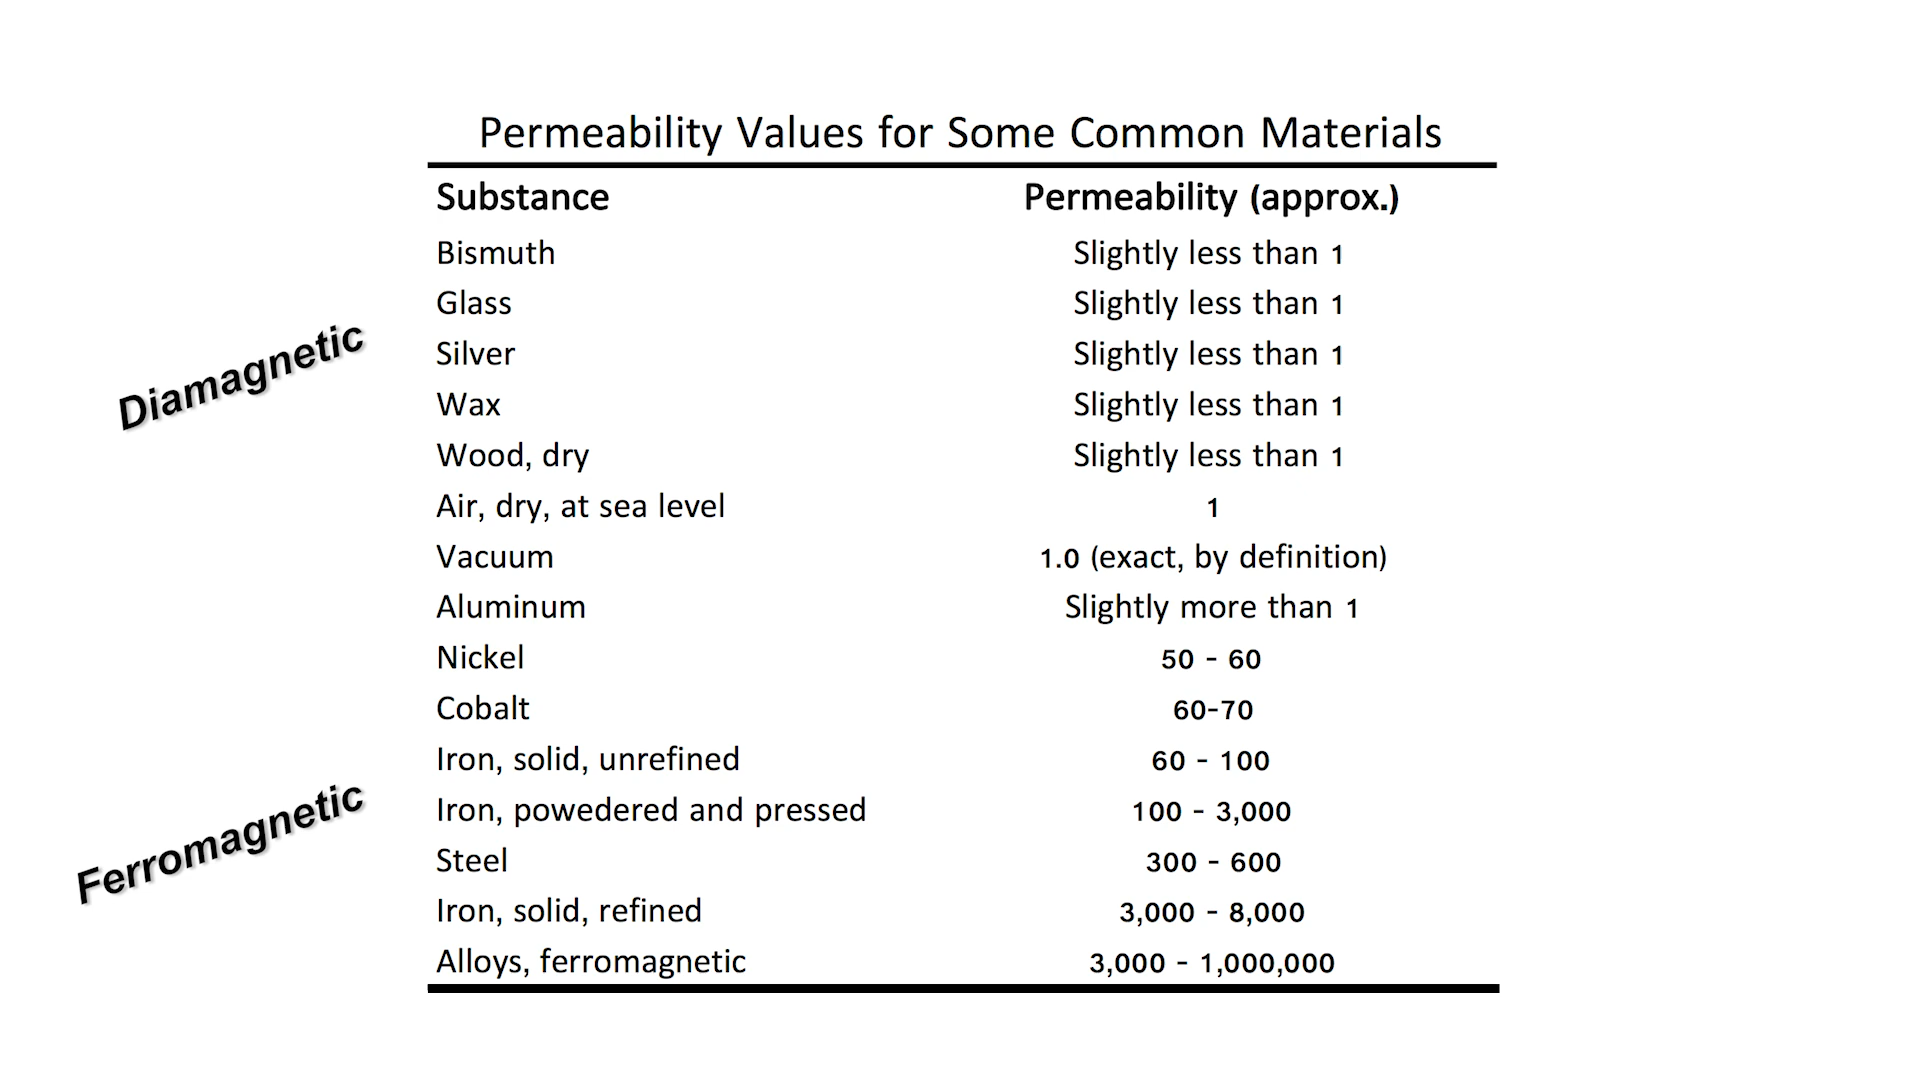 Permeability Values for Some Common Materials
Substance Permeability (approx.)
Bismuth Slightly less than 1
Glass Slightly less than 1
Diamagnetic
Silver Slightly less than 1
Wax Slightly less than 1
Wood, dry Slightly less than 1
Air, dry, at sea level 1
Vacuum 1.0 (exact, by definition)
Aluminum Slightly more than 1
Nickel 50 - 60
Cobalt 60-70
Iron, solid, unrefined 60 - 100
Iron, powedered and pressed 100 - 3,000
Ferromagnetic
Steel 300 - 600
Iron, solid, refined 3,000 - 8,000
Alloys, ferromagnetic 3,000 - 1,000,000